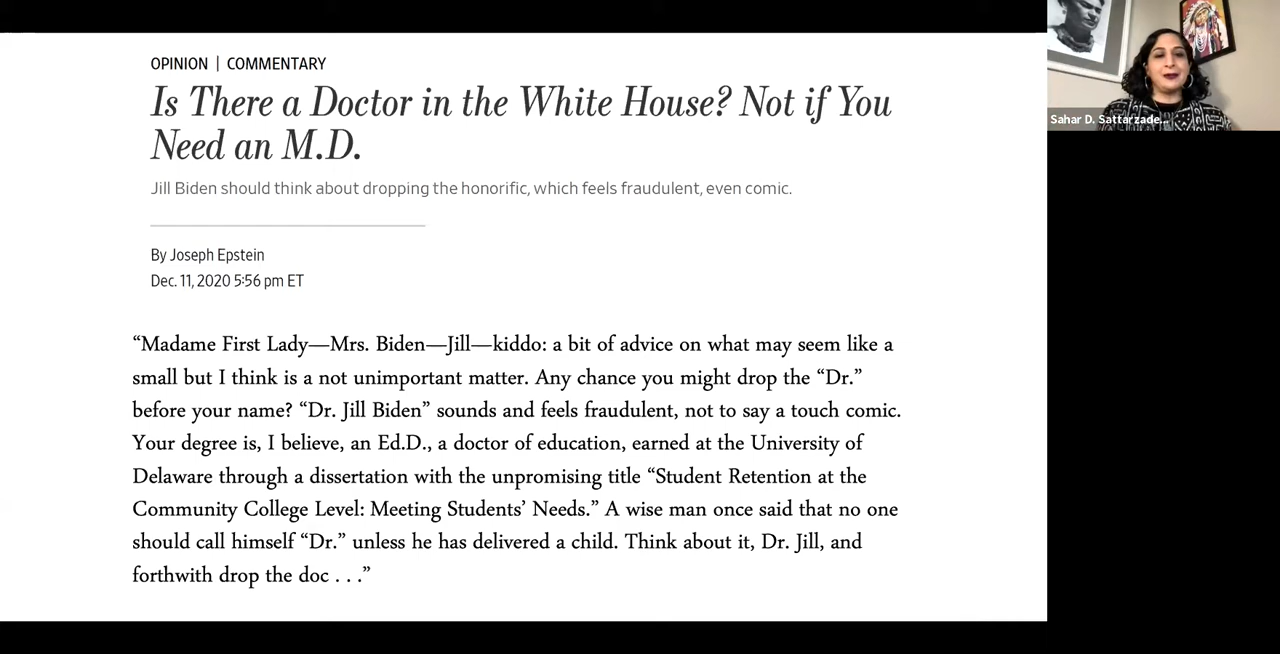 OPINION | COMMENTARY
Is There a Doctor in the White House? Not if You
Need an M.D.
Jill Biden should think about dropping the honorific, which feels fraudulent, even comic.
By Joseph Epstein
Dec. 11, 2020 5:56 pm ET
“Madame First Lady—Mrs. Biden—Jill—kiddo: a bit of advice on what may seem like a
small but I think is a not unimportant matter. Any chance you might drop the “Dr.”
before your name? “Dr. Jill Biden” sounds and feels fraudulent, not to say a touch comic.
Your degree is, I believe, an Ed.D., a doctor of education, earned at the University of
Delaware through a dissertation with the unpromising title “Student Retention at the
Community College Level: Meeting Students’ Needs.” A wise man once said that no one
should call himself “Dr.” unless he has delivered a child. Think about it, Dr. Jill, and
forthwith drop the doc . . .”
Sahar D. Sattarzade...